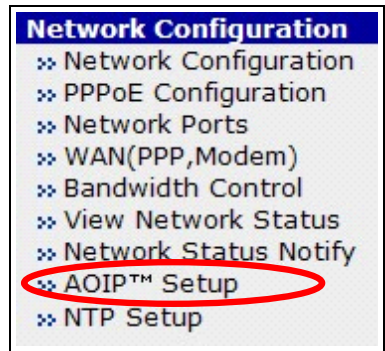 Network Configuration
» Network Configuration
» PPPoE Configuration
» Network Ports
» WAN(PPP,Modem)
» Bandwidth Control
» View Network Status
» Network Status Notify
» AOIP™ Setup
» NTP Setup